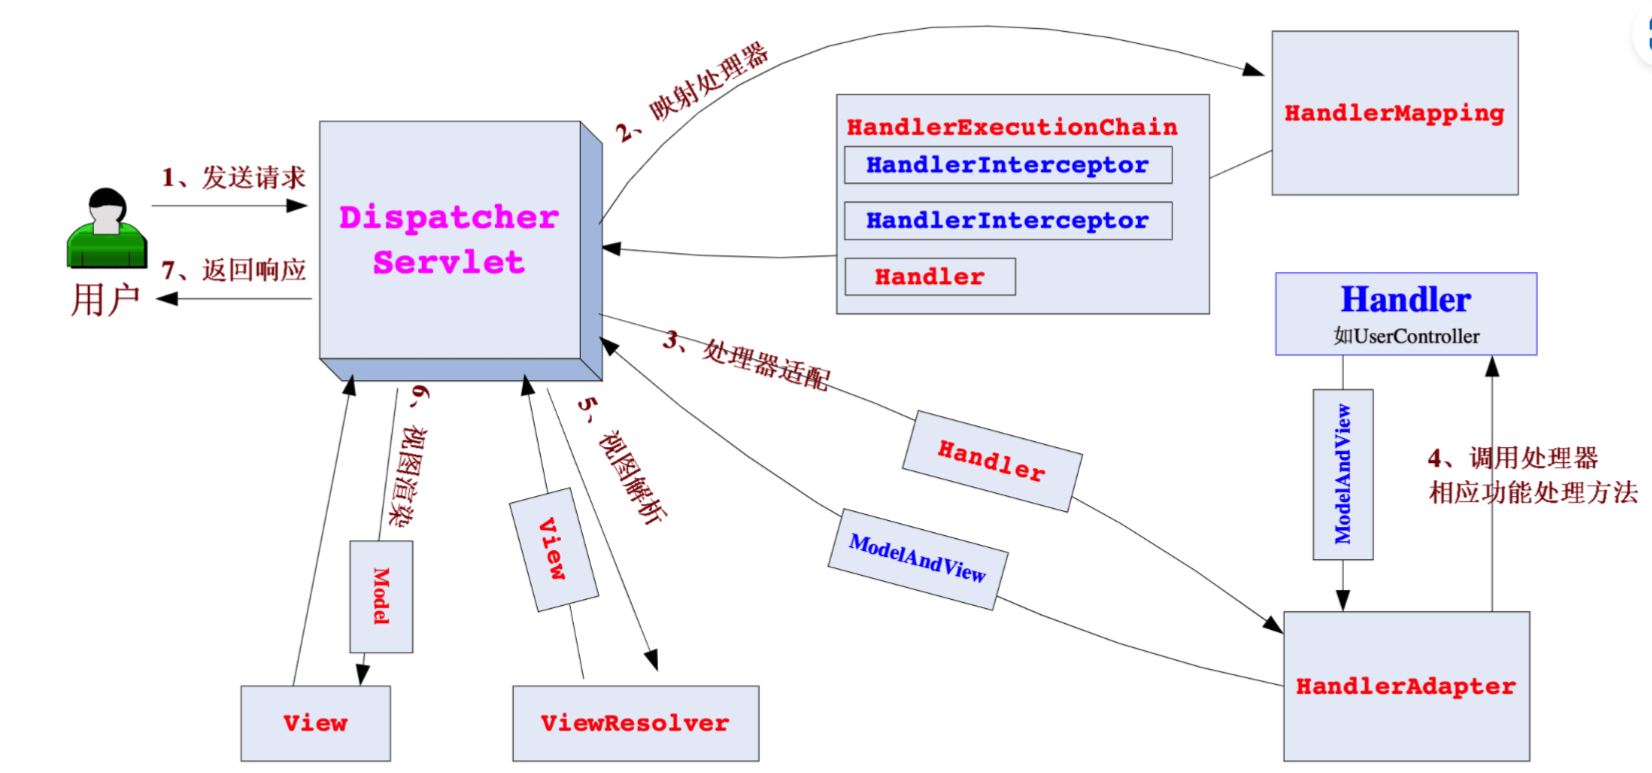 1、发送请求
7、返回响应
用户
Dispatcher
Servlet
2、映射处理器
HandlerExecutionChain
HandlerInterceptor
HandlerInterceptor
Handler
HandlerMapping
3、处理器适配
Handler
ModelAndView
Handler
如UserController
ModelAndView
4、调用处理器
相应功能处理方法
HandlerAdapter
5、视图解析
View
ViewResolver
6、视图渲染
Model
View